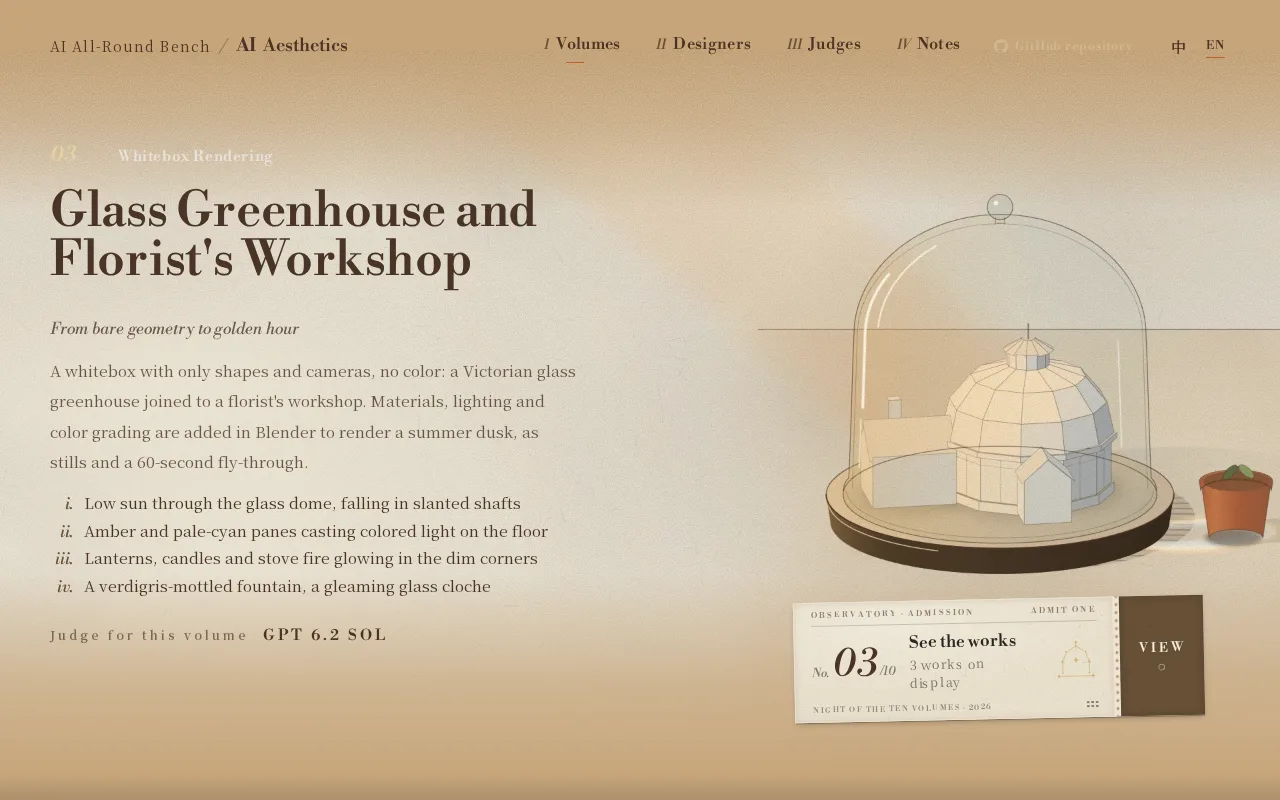 AI All-Round Bench / AI Aesthetics
I Volumes II Designers III Judges IV Notes GitHub repository 中 EN
03 Whitebox Rendering
Glass Greenhouse and
Florist's Workshop
From bare geometry to golden hour
A whitebox with only shapes and cameras, no color: a Victorian glass
greenhouse joined to a florist's workshop. Materials, lighting and
color grading are added in Blender to render a summer dusk, as
stills and a 60-second fly-through.
i. Low sun through the glass dome, falling in slanted shafts
ii. Amber and pale-cyan panes casting colored light on the floor
iii. Lanterns, candles and stove fire glowing in the dim corners
iv. A verdigris-mottled fountain, a gleaming glass cloche
Judge for this volume GPT 6.2 SOL
OBSERVATORY · ADMISSION ADMIT ONE
No. 03 /10
See the works
3 works on
display
NIGHT OF THE TEN VOLUMES · 2026
VIEW